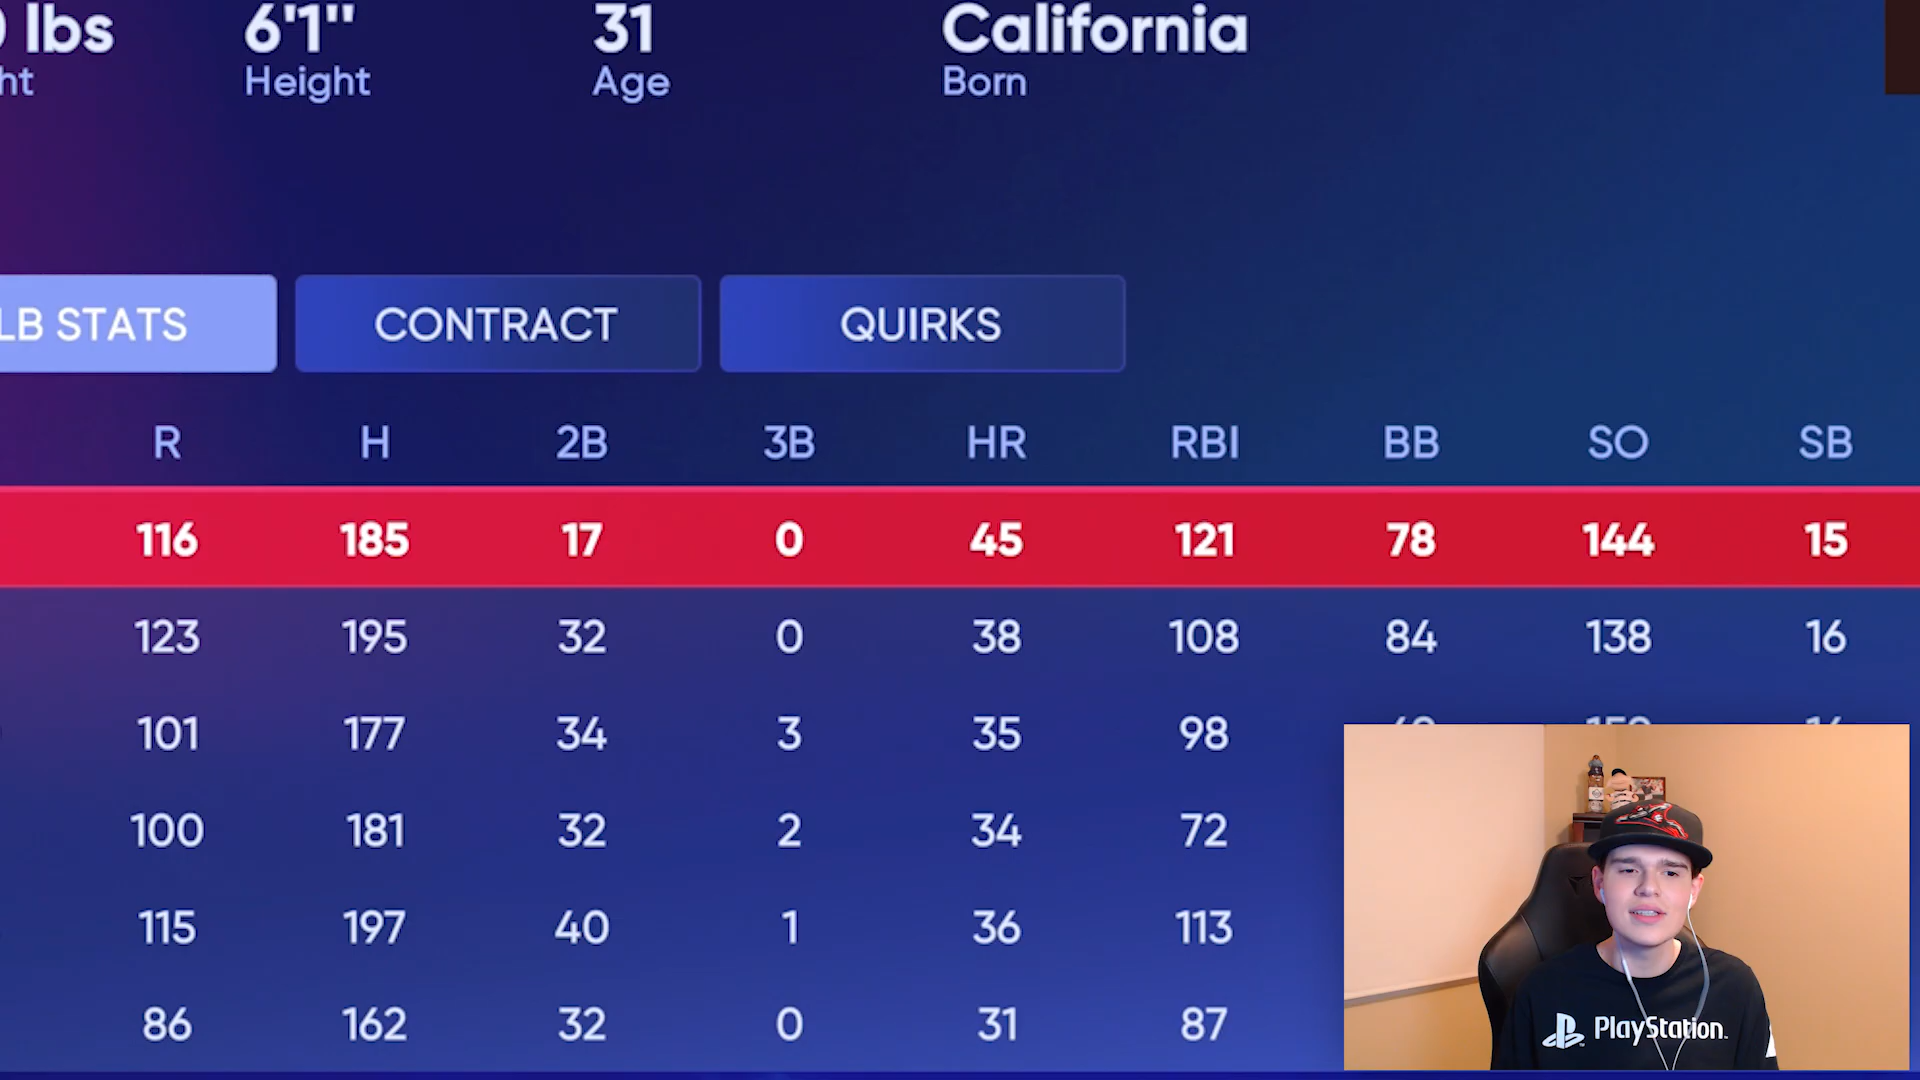 lbs 6'1" 31 California
Height Age Born
STATS CONTRACT QUIRKS
R H 2B 3B HR RBI BB SO SB
116 185 17 0 45 121 78 144 15
123 195 32 0 38 108 84 138 16
101 177 34 3 35 98
100 181 32 2 34 72
115 197 40 1 36 113
86 162 32 0 31 87
PlayStation